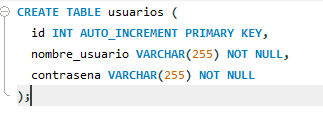 CREATE TABLE usuarios (
id INT AUTO_INCREMENT PRIMARY KEY,
nombre_usuario VARCHAR(255) NOT NULL,
contrasena VARCHAR(255) NOT NULL
);